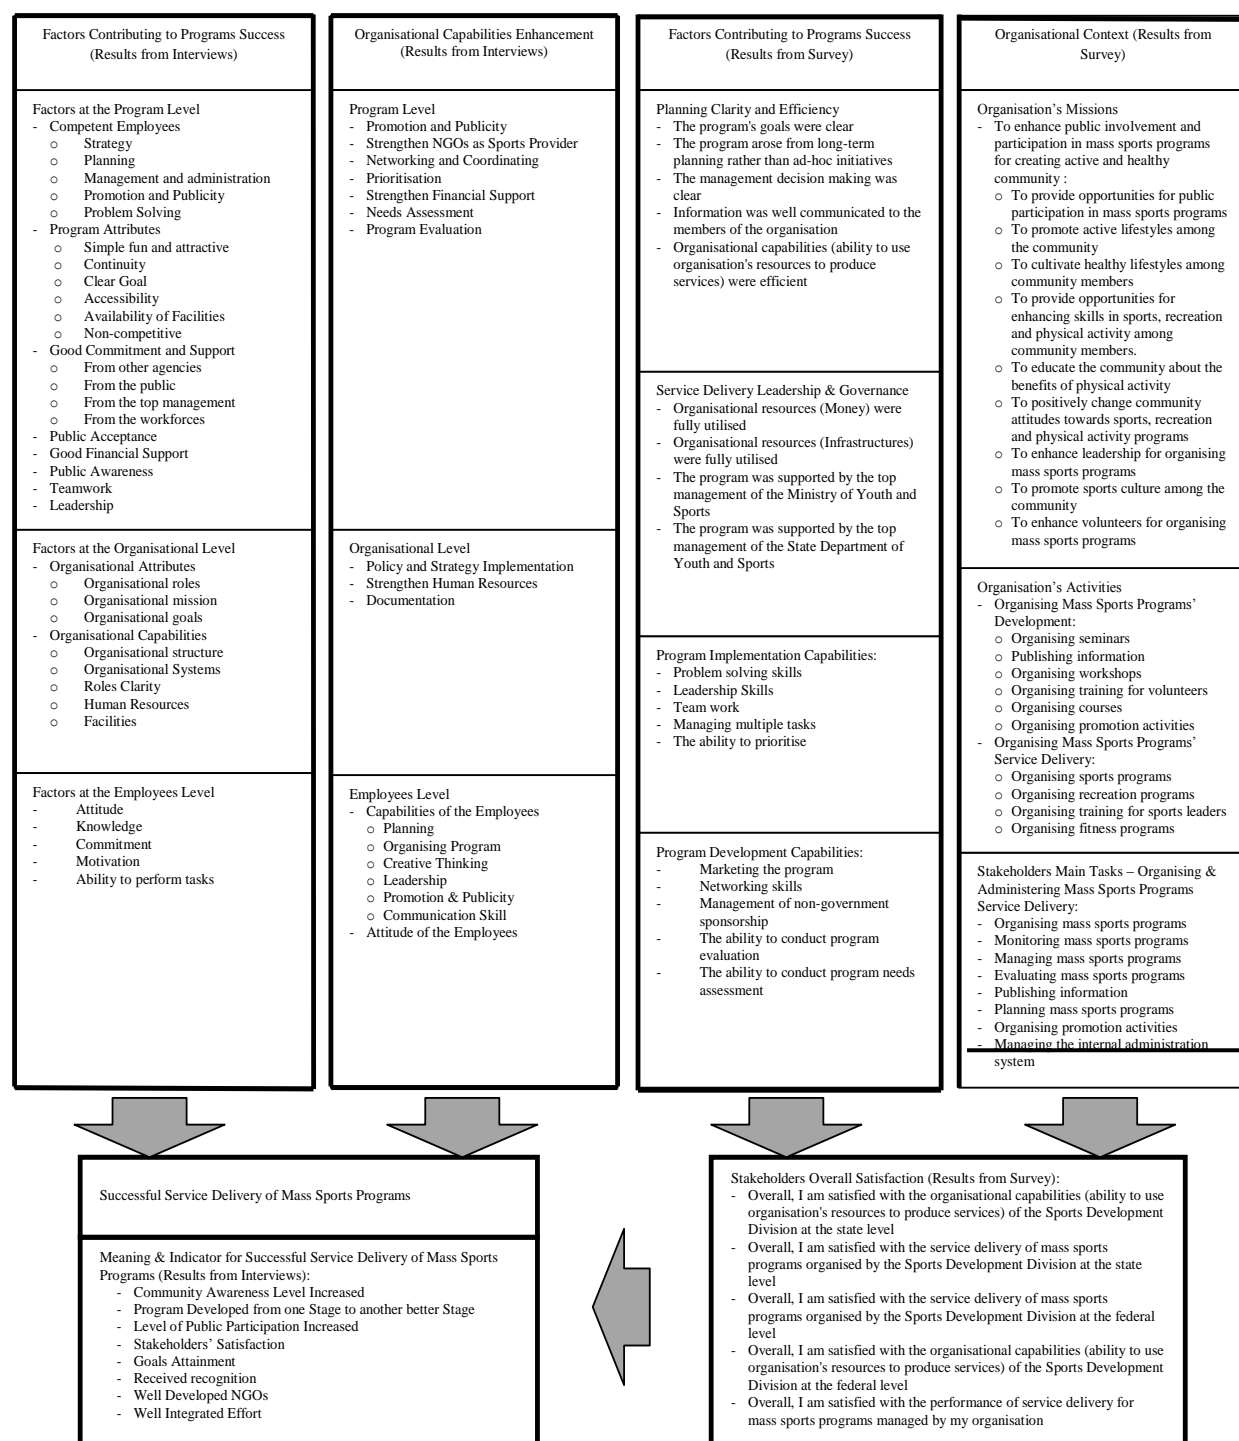 Factors Contributing to Programs Success
(Results from Interviews)
Factors at the Program Level
- Competent Employees
o Strategy
o Planning
o Management and administration
o Promotion and Publicity
o Problem Solving
- Program Attributes
o Simple fun and attractive
o Continuity
o Clear Goal
o Accessibility
o Availability of Facilities
o Non-competitive
- Good Commitment and Support
o From other agencies
o From the public
o From the top management
o From the workforces
- Public Acceptance
- Good Financial Support
- Public Awareness
- Teamwork
- Leadership
Factors at the Organisational Level
- Organisational Attributes
o Organisational roles
o Organisational mission
o Organisational goals
- Organisational Capabilities
o Organisational structure
o Organisational Systems
o Roles Clarity
o Human Resources
o Facilities
Factors at the Employees Level
- Attitude
- Knowledge
- Commitment
- Motivation
- Ability to perform tasks
Organisational Capabilities Enhancement
(Results from Interviews)
Program Level
- Promotion and Publicity
- Strengthen NGOs as Sports Provider
- Networking and Coordinating
- Prioritisation
- Strengthen Financial Support
- Needs Assessment
- Program Evaluation
Organisational Level
- Policy and Strategy Implementation
- Strengthen Human Resources
- Documentation
Employees Level
- Capabilities of the Employees
o Planning
o Organising Program
o Creative Thinking
o Leadership
o Promotion & Publicity
o Communication Skill
- Attitude of the Employees
Factors Contributing to Programs Success
(Results from Survey)
Planning Clarity and Efficiency
- The program's goals were clear
- The program arose from long-term
planning rather than ad-hoc initiatives
- The management decision making was
clear
- Information was well communicated to the
members of the organisation
- Organisational capabilities (ability to use
organisation's resources to produce
services) were efficient
Service Delivery Leadership & Governance
- Organisational resources (Money) were
fully utilised
- Organisational resources (Infrastructures)
were fully utilised
- The program was supported by the top
management of the Ministry of Youth and
Sports
- The program was supported by the top
management of the State Department of
Youth and Sports
Program Implementation Capabilities:
- Problem solving skills
- Leadership Skills
- Team work
- Managing multiple tasks
- The ability to prioritise
Program Development Capabilities:
- Marketing the program
- Networking skills
- Management of non-government
sponsorship
- The ability to conduct program
evaluation
- The ability to conduct program needs
assessment
Organisational Context (Results from
Survey)
Organisation’s Missions
- To enhance public involvement and
participation in mass sports programs
for creating active and healthy
community :
o To provide opportunities for public
participation in mass sports programs
o To promote active lifestyles among
the community
o To cultivate healthy lifestyles among
community members
o To provide opportunities for
enhancing skills in sports, recreation
and physical activity among
community members.
o To educate the community about the
benefits of physical activity
o To positively change community
attitudes towards sports, recreation
and physical activity programs
o To enhance leadership for organising
mass sports programs
o To promote sports culture among the
community
o To enhance volunteers for organising
mass sports programs
Organisation’s Activities
- Organising Mass Sports Programs’
Development:
o Organising seminars
o Publishing information
o Organising workshops
o Organising training for volunteers
o Organising courses
o Organising promotion activities
- Organising Mass Sports Programs’
Service Delivery:
o Organising sports programs
o Organising recreation programs
o Organising training for sports leaders
o Organising fitness programs
Stakeholders Main Tasks – Organising &
Administering Mass Sports Programs
Service Delivery:
- Organising mass sports programs
- Monitoring mass sports programs
- Managing mass sports programs
- Evaluating mass sports programs
- Publishing information
- Planning mass sports programs
- Organising promotion activities
- Managing the internal administration
system
Successful Service Delivery of Mass Sports Programs
Meaning & Indicator for Successful Service Delivery of Mass Sports
Programs (Results from Interviews):
- Community Awareness Level Increased
- Program Developed from one Stage to another better Stage
- Level of Public Participation Increased
- Stakeholders’ Satisfaction
- Goals Attainment
- Received recognition
- Well Developed NGOs
- Well Integrated Effort
Stakeholders Overall Satisfaction (Results from Survey):
- Overall, I am satisfied with the organisational capabilities (ability to use
organisation's resources to produce services) of the Sports Development
Division at the state level
- Overall, I am satisfied with the service delivery of mass sports
programs organised by the Sports Development Division at the state
level
- Overall, I am satisfied with the service delivery of mass sports
programs organised by the Sports Development Division at the federal
level
- Overall, I am satisfied with the organisational capabilities (ability to use
organisation's resources to produce services) of the Sports Development
Division at the federal level
- Overall, I am satisfied with the performance of service delivery for
mass sports programs managed by my organisation